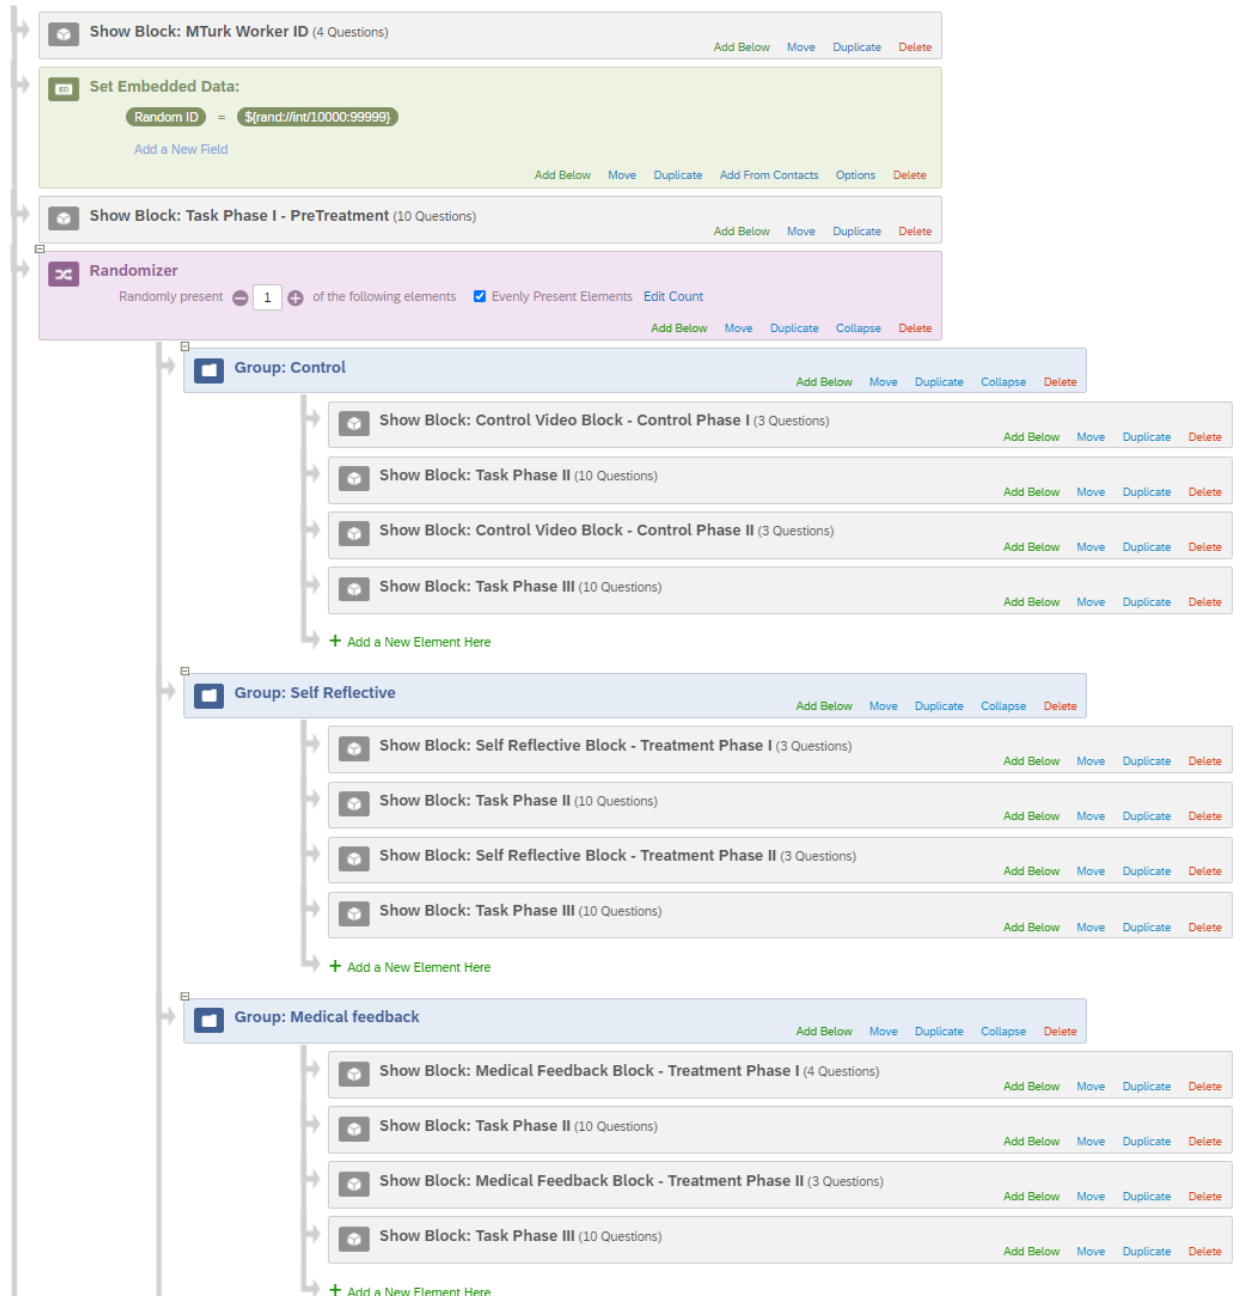 Show Block: MTurk Worker ID (4 Questions)
Add Below Move Duplicate Delete
ED
Set Embedded Data:
Random ID = ${rand://int/10000:99999}
Add a New Field
Add Below Move Duplicate Add From Contacts Options Delete
Show Block: Task Phase I - PreTreatment (10 Questions)
Add Below Move Duplicate Delete
Randomizer
Randomly present 1 of the following elements Evenly Present Elements Edit Count
Add Below Move Duplicate Collapse Delete
Group: Control
Add Below Move Duplicate Collapse Delete
Show Block: Control Video Block - Control Phase I (3 Questions)
Add Below Move Duplicate Delete
Show Block: Task Phase II (10 Questions)
Add Below Move Duplicate Delete
Show Block: Control Video Block - Control Phase II (3 Questions)
Add Below Move Duplicate Delete
Show Block: Task Phase III (10 Questions)
Add Below Move Duplicate Delete
+ Add a New Element Here
Group: Self Reflective
Add Below Move Duplicate Collapse Delete
Show Block: Self Reflective Block - Treatment Phase I (3 Questions)
Add Below Move Duplicate Delete
Show Block: Task Phase II (10 Questions)
Add Below Move Duplicate Delete
Show Block: Self Reflective Block - Treatment Phase II (3 Questions)
Add Below Move Duplicate Delete
Show Block: Task Phase III (10 Questions)
Add Below Move Duplicate Delete
+ Add a New Element Here
Group: Medical feedback
Add Below Move Duplicate Collapse Delete
Show Block: Medical Feedback Block - Treatment Phase I (4 Questions)
Add Below Move Duplicate Delete
Show Block: Task Phase II (10 Questions)
Add Below Move Duplicate Delete
Show Block: Medical Feedback Block - Treatment Phase II (3 Questions)
Add Below Move Duplicate Delete
Show Block: Task Phase III (10 Questions)
Add Below Move Duplicate Delete
+ Add a New Element Here